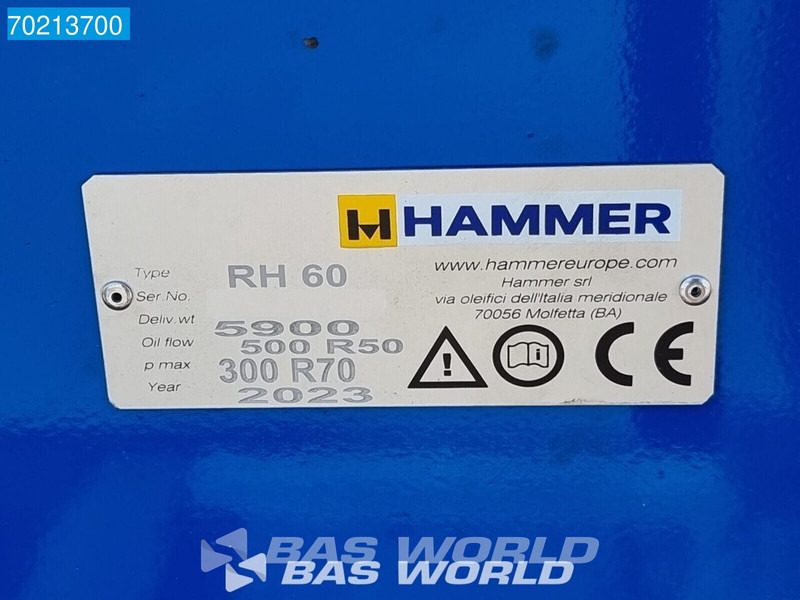 70213700
HAMMER
www.hammereurope.com
Hammer srl
via oleifici dell'Italia meridionale
70056 Molfetta (BA)
Type RH 60
Ser.No.
Deliv.wt 5900
Oil flow 500 R50
p max 300 R70
Year 2023
CE
BAS WORLD
BAS WORLD